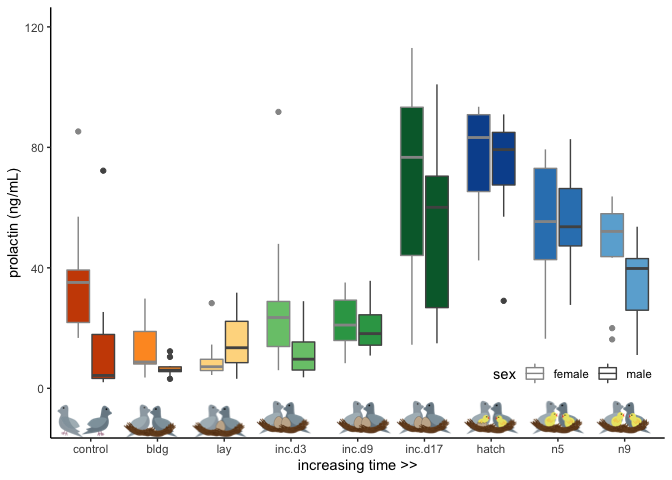 120
80
40
0
prolactin (ng/mL)
sex female male
control bldg lay inc.d3 inc.d9 inc.d17 hatch n5 n9
increasing time >>